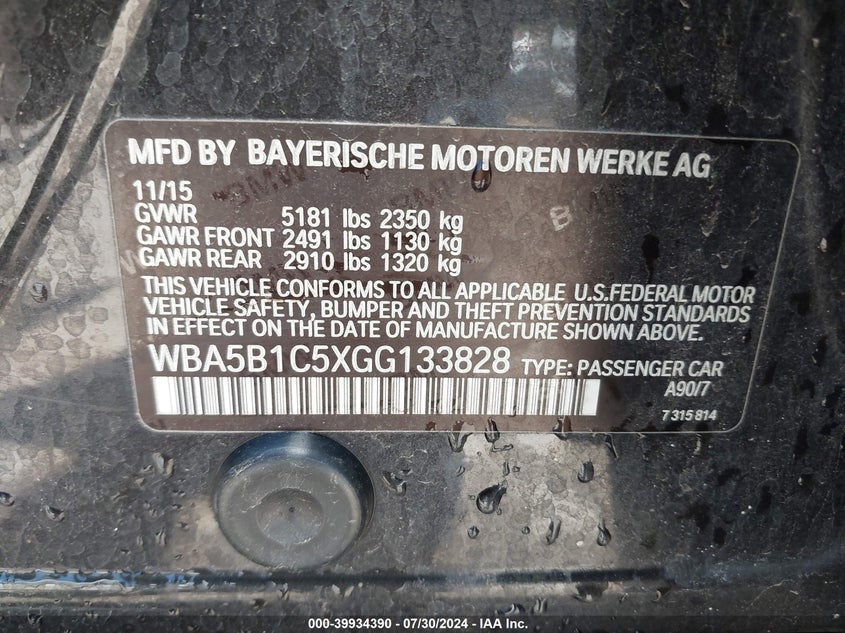 MFD BY BAYERISCHE MOTOREN WERKE AG
11/15
GVWR 5181 lbs 2350 kg
GAWR FRONT 2491 lbs 1130 kg
GAWR REAR 2910 lbs 1320 kg
THIS VEHICLE CONFORMS TO ALL APPLICABLE U.S.FEDERAL MOTOR
VEHICLE SAFETY, BUMPER AND THEFT PREVENTION STANDARDS
IN EFFECT ON THE DATE OF MANUFACTURE SHOWN ABOVE.
WBA5B1C5XGG133828 TYPE: PASSENGER CAR
A90/7
7 315 814
000-39934390 - 07/30/2024 - IAA Inc.